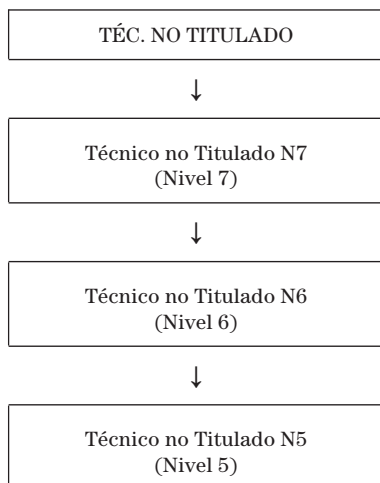 TÉC. NO TITULADO
↓
Técnico no Titulado N7
(Nivel 7)
↓
Técnico no Titulado N6
(Nivel 6)
↓
Técnico no Titulado N5
(Nivel 5)